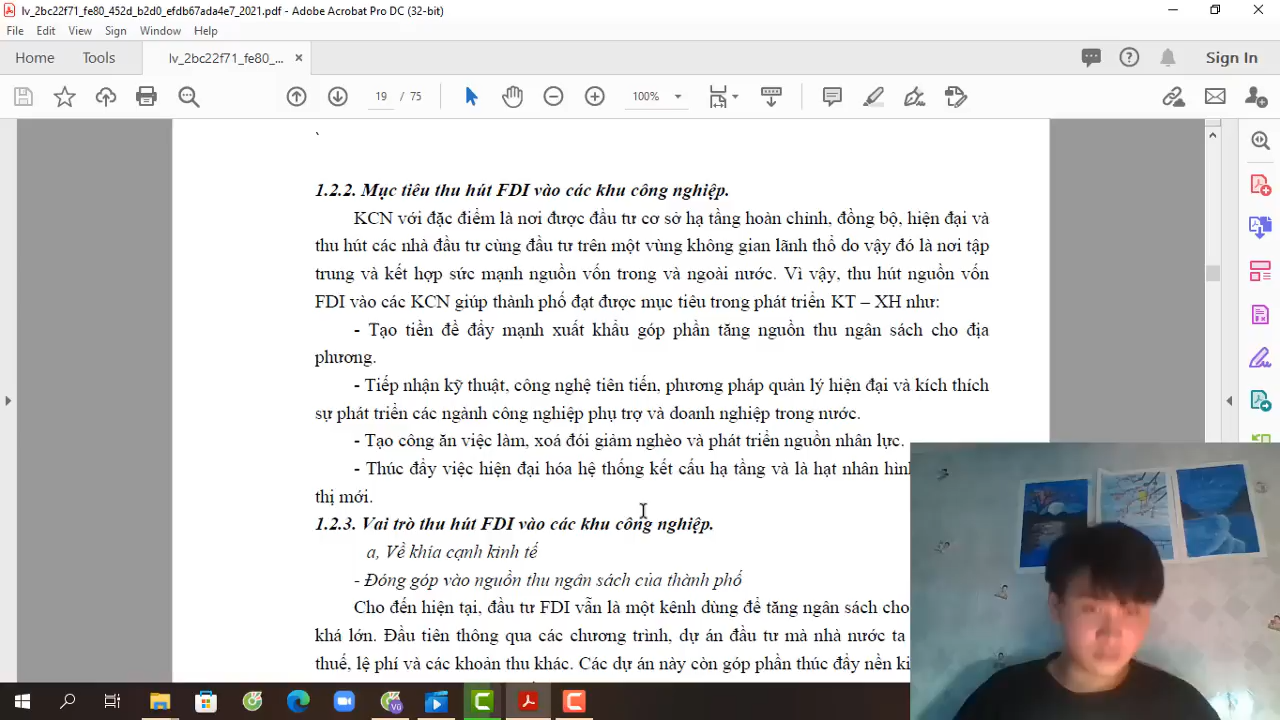 lv_2bc22f71_fe80_452d_b2d0_efdb67ada4e7_2021.pdf - Adobe Acrobat Pro DC (32-bit)
File Edit View Sign Window Help
Home Tools lv_2bc22f71_fe80_... × Sign In
19 / 75 100%
1.2.2. Mục tiêu thu hút FDI vào các khu công nghiệp.
KCN với đặc điểm là nơi được đầu tư cơ sở hạ tầng hoàn chỉnh, đồng bộ, hiện đại và
thu hút các nhà đầu tư cùng đầu tư trên một vùng không gian lãnh thổ do vậy đó là nơi tập
trung và kết hợp sức mạnh nguồn vốn trong và ngoài nước. Vì vậy, thu hút nguồn vốn
FDI vào các KCN giúp thành phố đạt được mục tiêu trong phát triển KT – XH như:
- Tạo tiền đề đẩy mạnh xuất khẩu góp phần tăng nguồn thu ngân sách cho địa
phương.
- Tiếp nhận kỹ thuật, công nghệ tiên tiến, phương pháp quản lý hiện đại và kích thích
sự phát triển các ngành công nghiệp phụ trợ và doanh nghiệp trong nước.
- Tạo công ăn việc làm, xoá đói giảm nghèo và phát triển nguồn nhân lực.
- Thúc đẩy việc hiện đại hóa hệ thống kết cấu hạ tầng và là hạt nhân hình
thị mới.
1.2.3. Vai trò thu hút FDI vào các khu công nghiệp.
a, Về khía cạnh kinh tế
- Đóng góp vào nguồn thu ngân sách của thành phố
Cho đến hiện tại, đầu tư FDI vẫn là một kênh dùng để tăng ngân sách cho
khá lớn. Đầu tiên thông qua các chương trình, dự án đầu tư mà nhà nước ta
thuế, lệ phí và các khoản thu khác. Các dự án này còn góp phần thúc đẩy nền